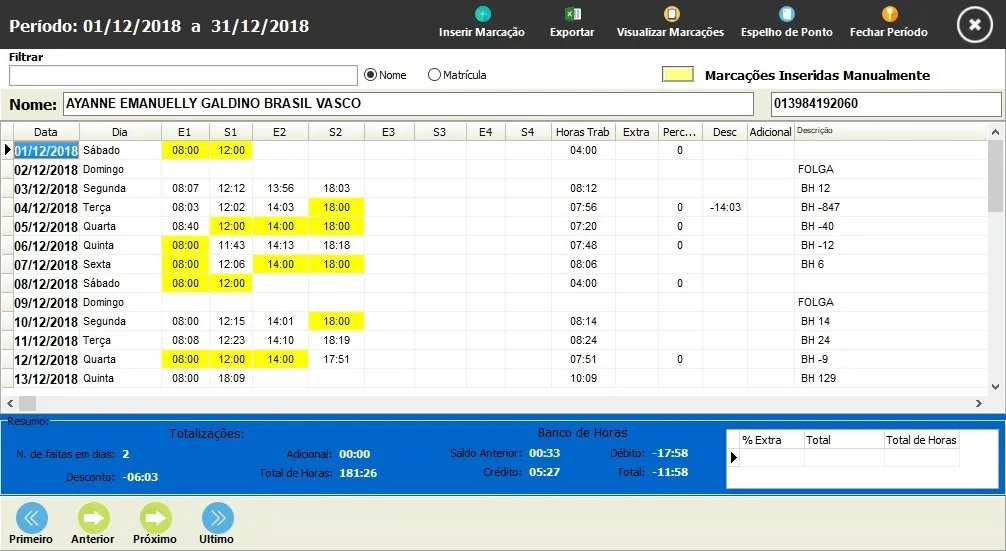 Período: 01/12/2018 a 31/12/2018
Inserir Marcação Exportar Visualizar Marcações Espelho de Ponto Fechar Período
Filtrar
Nome Matrícula Marcações Inseridas Manualmente
Nome: AYANNE EMANUELLY GALDINO BRASIL VASCO 013984192060
Data Dia E1 S1 E2 S2 E3 S3 E4 S4 Horas Trab Extra Perc... Desc Adicional Descrição
01/12/2018 Sábado 08:00 12:00 04:00 0
02/12/2018 Domingo FOLGA
03/12/2018 Segunda 08:07 12:12 13:56 18:03 08:12 BH 12
04/12/2018 Terça 08:03 12:02 14:03 18:00 07:56 0 -14:03 BH -847
05/12/2018 Quarta 08:40 12:00 14:00 18:00 07:20 0 BH -40
06/12/2018 Quinta 08:00 11:43 14:13 18:18 07:48 0 BH -12
07/12/2018 Sexta 08:00 12:06 14:00 18:00 08:06 BH 6
08/12/2018 Sábado 08:00 12:00 04:00 0
09/12/2018 Domingo FOLGA
10/12/2018 Segunda 08:00 12:15 14:01 18:00 08:14 BH 14
11/12/2018 Terça 08:08 12:23 14:10 18:19 08:24 BH 24
12/12/2018 Quarta 08:00 12:00 14:00 17:51 07:51 0 BH -9
13/12/2018 Quinta 08:00 18:09 10:09 BH 129
Resumo:
Totalizações: Banco de Horas
% Extra Total Total de Horas
N. de faltas em dias: 2 Adicional: 00:00 Saldo Anterior: 00:33 Débito: -17:58
Desconto: -06:03 Total de Horas: 181:26 Crédito: 05:27 Total: -11:58
Primeiro Anterior Próximo Ultimo